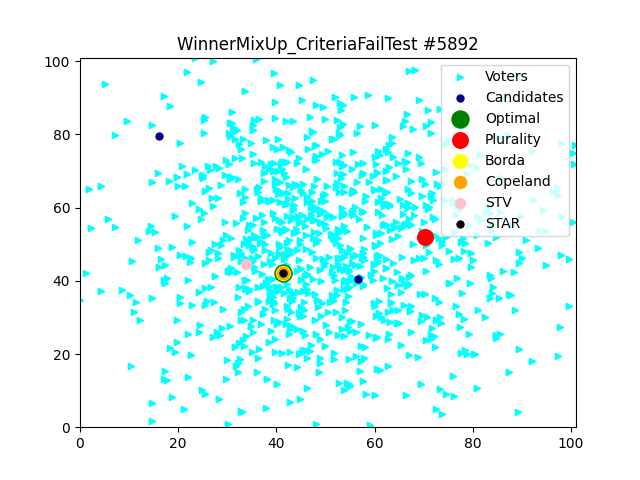 WinnerMixUp_CriteriaFailTest #5892
100
80
60
40
20
0
0
20
40
60
80
100
Voters
Candidates
Optimal
Plurality
Borda
Copeland
STV
STAR